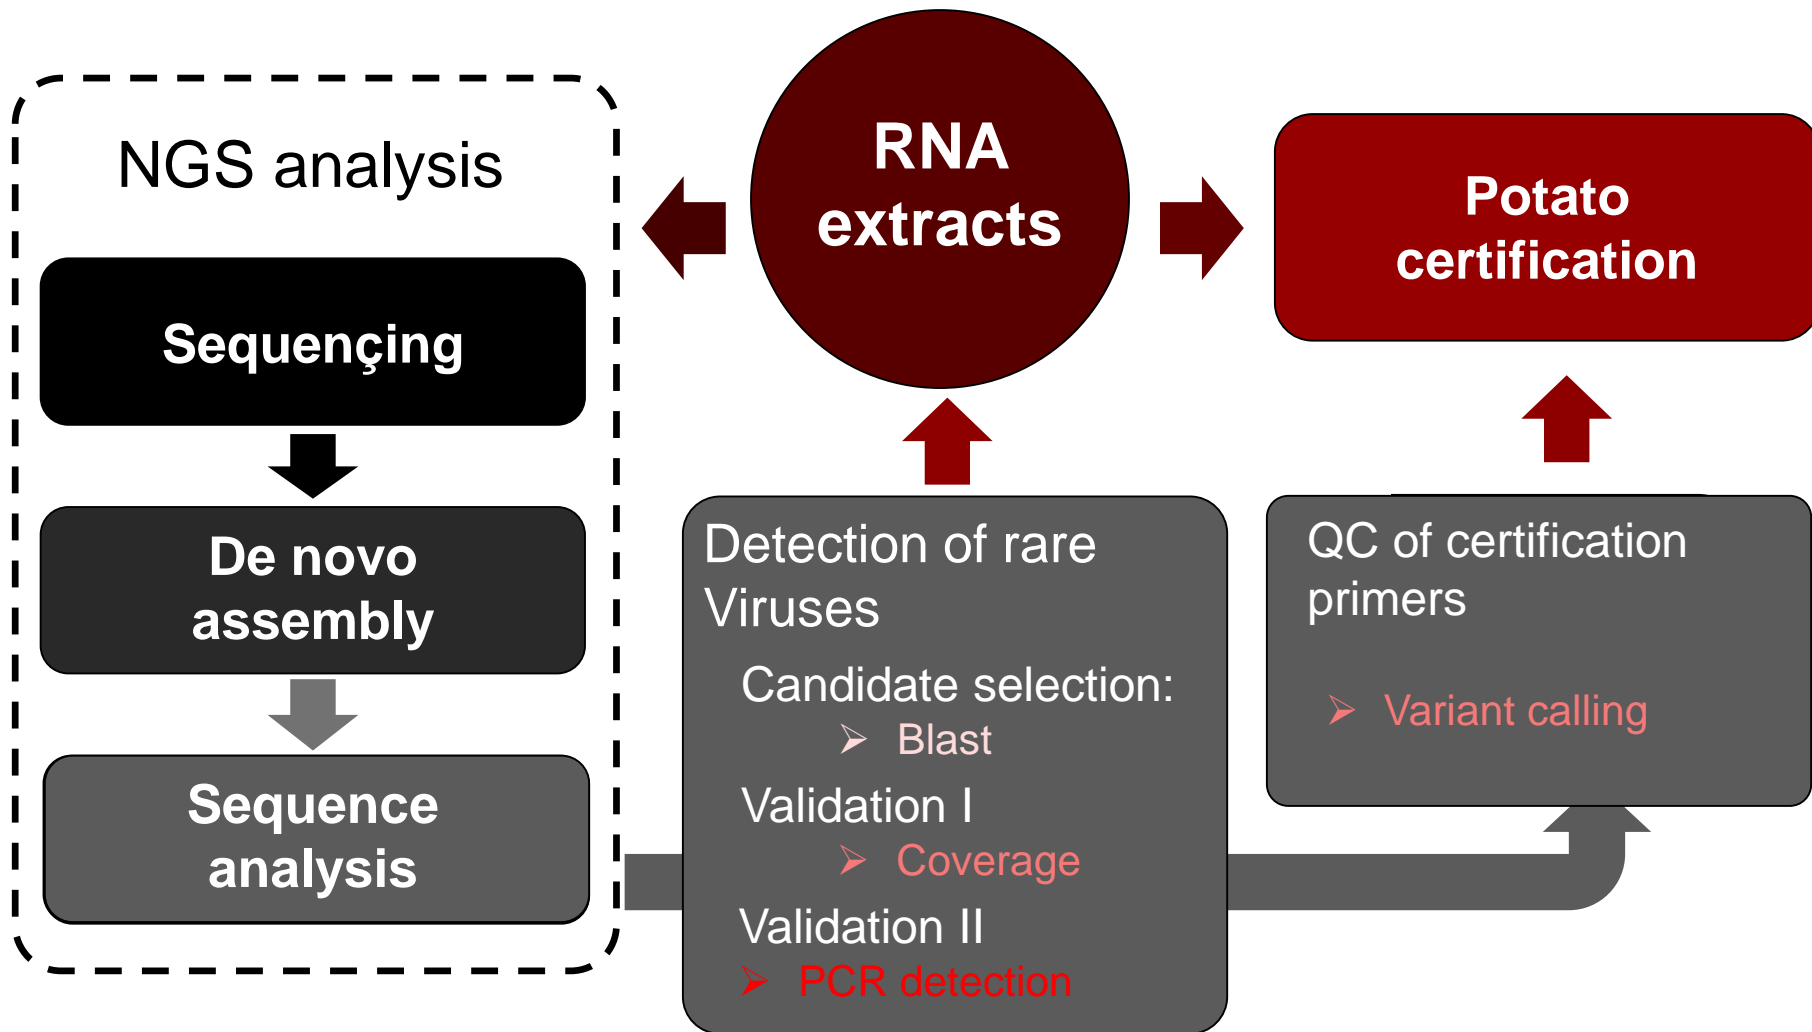 NGS analysis
Sequençing
De novo
assembly
Sequence
analysis
RNA
extracts
Potato
certification
Detection of rare
Viruses
Candidate selection:
➢ Blast
Validation I
➢ Coverage
Validation II
➢ PCR detection
QC of certification
primers
➢ Variant calling